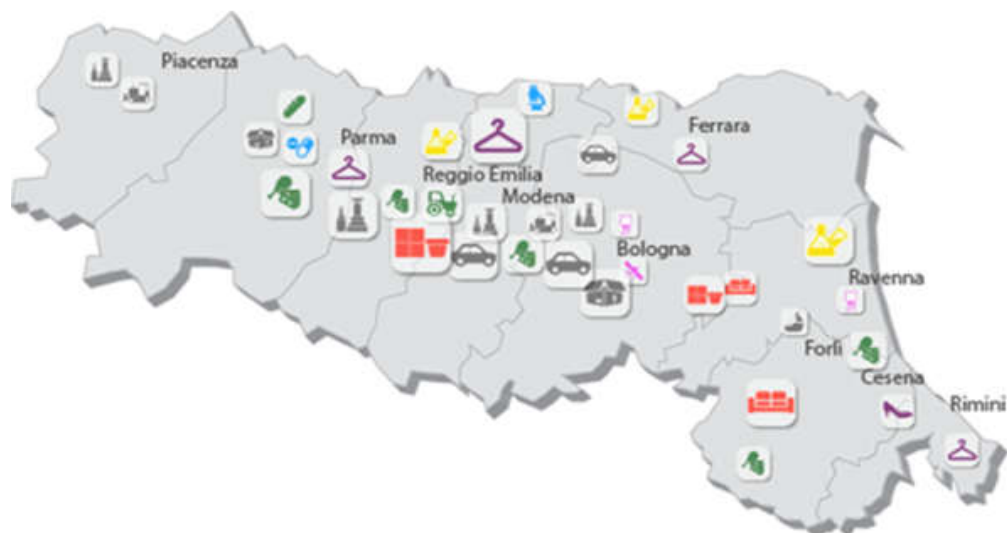 Piacenza
Parma
Ferrara
Reggio Emilia
Modena
Bologna
Ravenna
Forlì
Cesena
Rimini